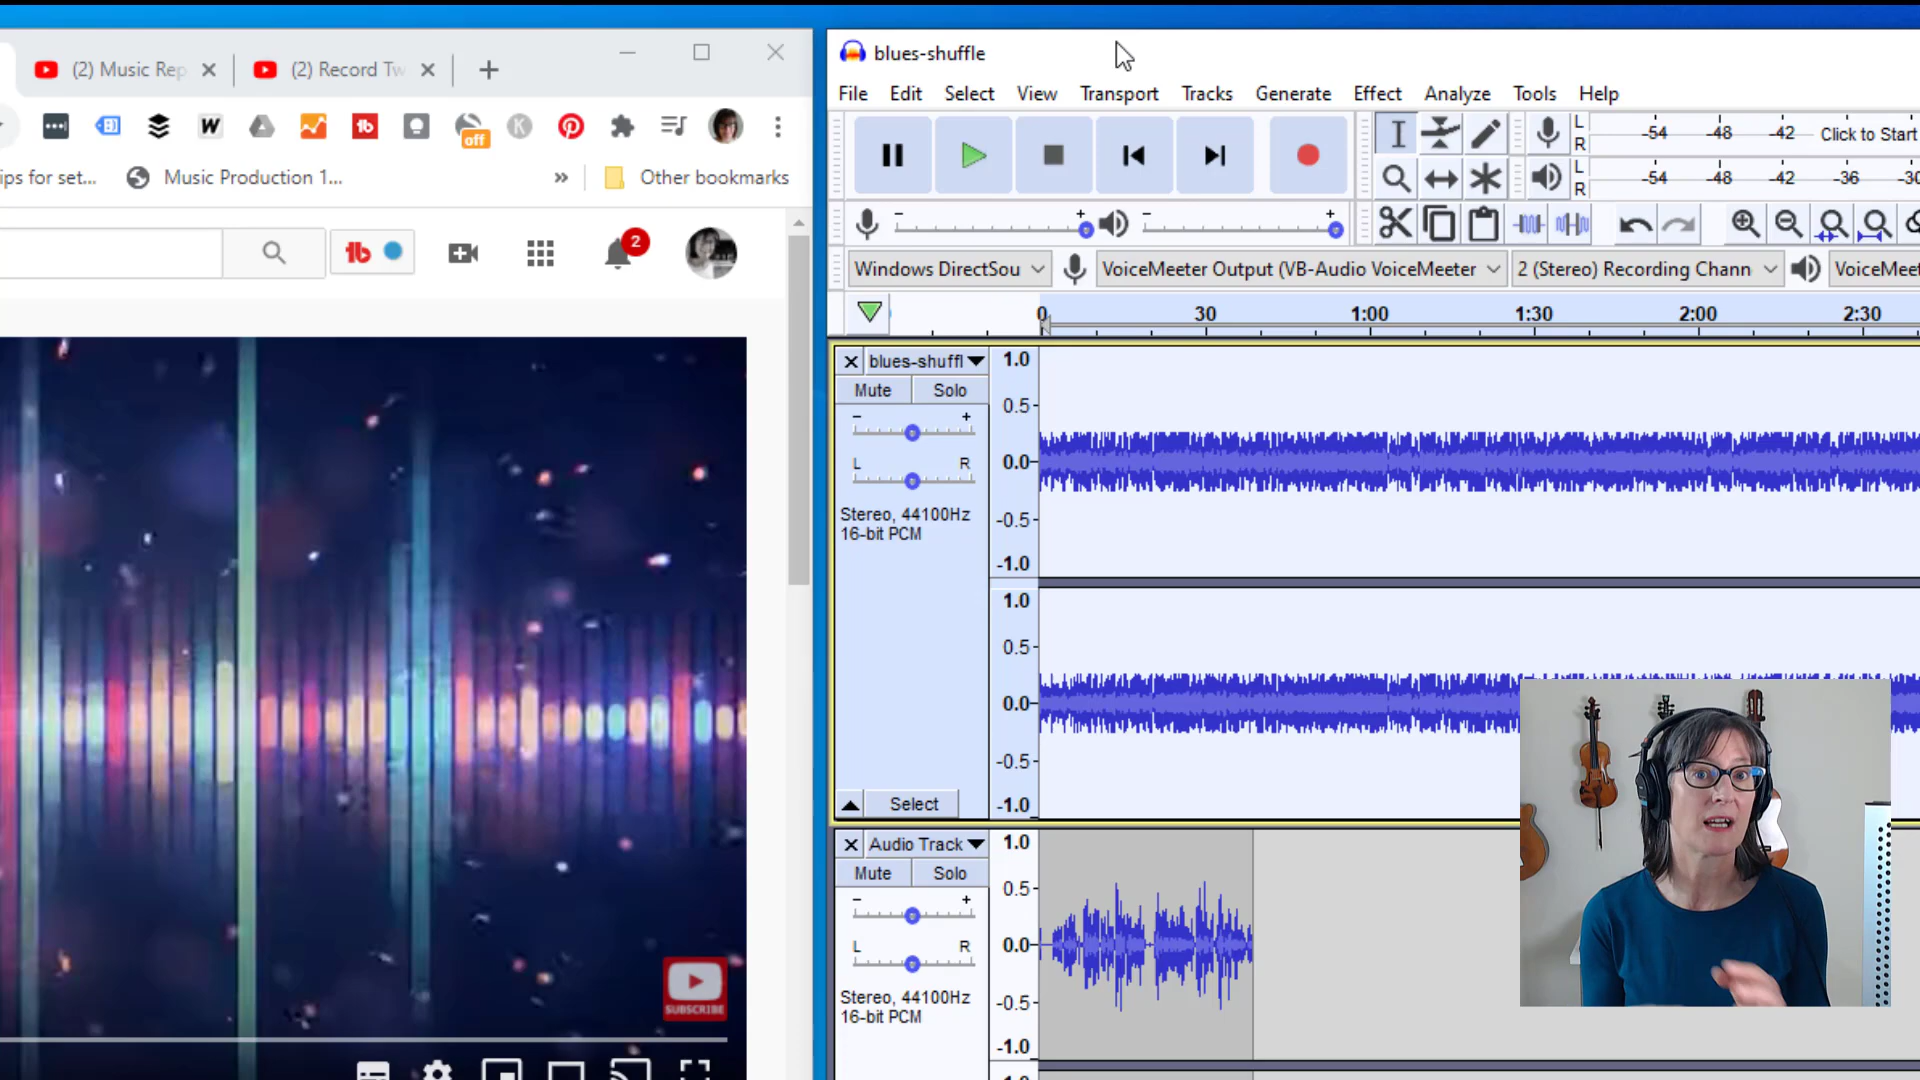 (2) Music Rep
(2) Record Tw
W
tb
K
off
ips for set...
Music Production 1...
»
Other bookmarks
tb
2
SUBSCRIBE
blues-shuffle
File Edit Select View Transport Tracks Generate Effect Analyze Tools Help
L
R
-54 -48 -42 Click to Start
L
R
-54 -48 -42 -36 -30
- +
- +
Windows DirectSou
VoiceMeeter Output (VB-Audio VoiceMeeter
2 (Stereo) Recording Chann
VoiceMeet
0 30 1:00 1:30 2:00 2:30
X blues-shuffl
Mute Solo
- +
L R
Stereo, 44100Hz
16-bit PCM
Select
1.0
0.5
0.0
-0.5
-1.0
1.0
0.5
0.0
-0.5
-1.0
X Audio Track
Mute Solo
- +
L R
Stereo, 44100Hz
16-bit PCM
1.0
0.5
0.0
-0.5
-1.0